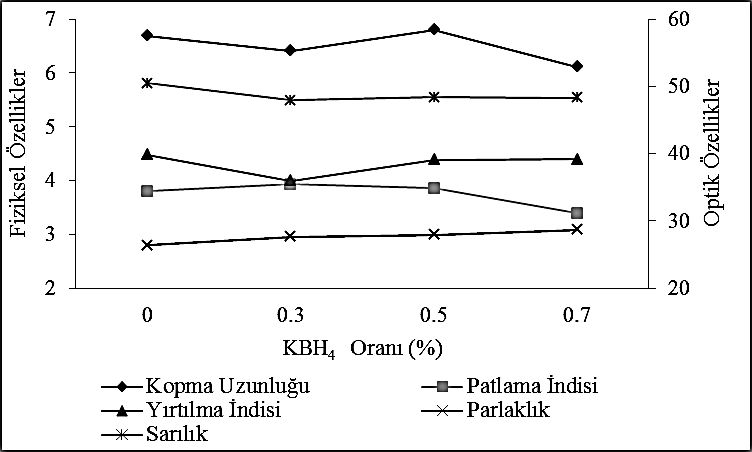 7
6
5
4
3
2
Fiziksel Özellikler
60
50
40
30
20
Optik Özellikler
0 0.3 0.5 0.7
KBH₄ Oranı (%)
Kopma Uzunluğu Patlama İndisi
Yırtılma İndisi Parlaklık
Sarılık